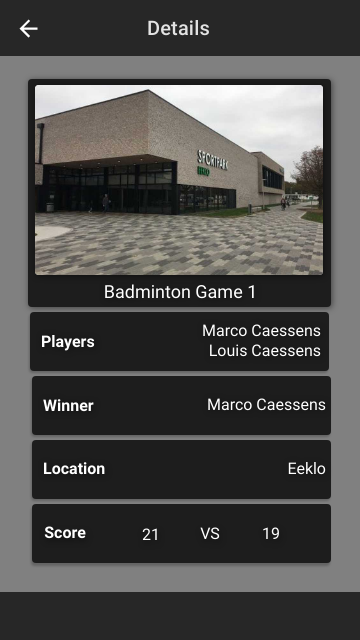 Details
SPORTPARK
EEKLO
Badminton Game 1
Players
Marco Caessens
Louis Caessens
Winner
Marco Caessens
Location
Eeklo
Score
21
VS
19